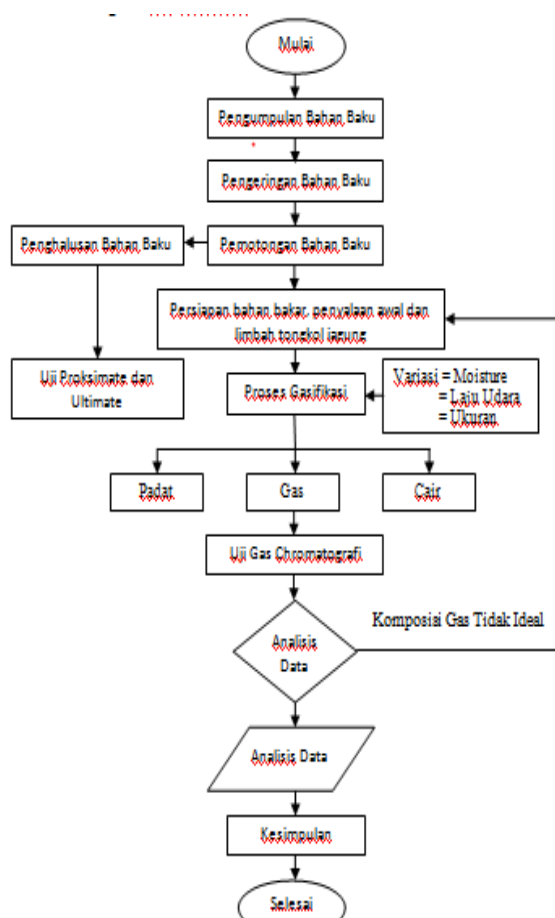 Mulai
Pengumpulan Bahan Baku
Pengeringan Bahan Baku
Penghalusan Bahan Baku
Pemotongan Bahan Baku
Persiapan bahan bakar, penyalaan awal dan
limbah tongkol jagung
Uji Proksimate dan
Ultimate
Proses Gasifikasi
Variasi = Moisture
= Laju Udara
= Ukuran
Padat
Gas
Cair
Uji Gas Chromatografi
Komposisi Gas Tidak Ideal
Analisis
Data
Analisis Data
Kesimpulan
Selesai